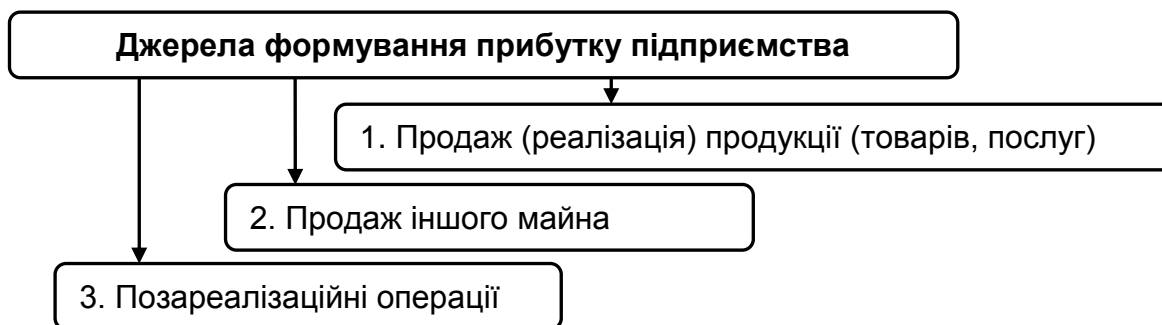 Джерела формування прибутку підприємства
1. Продаж (реалізація) продукції (товарів, послуг)
2. Продаж іншого майна
3. Позареалізаційні операції